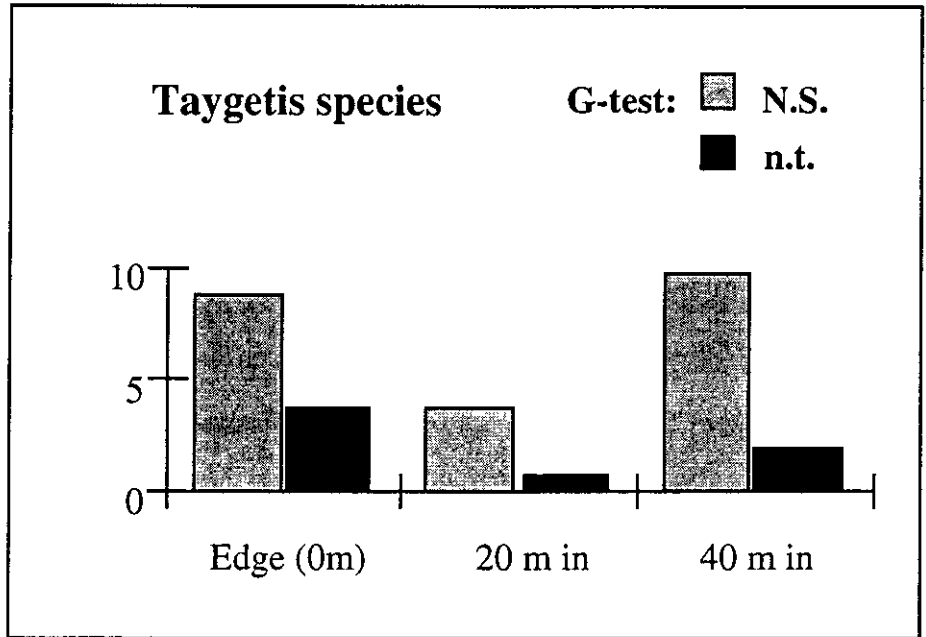 Taygetis species
G-test: N.S.
n.t.
10
5
0
Edge (0m) 20 m in 40 m in